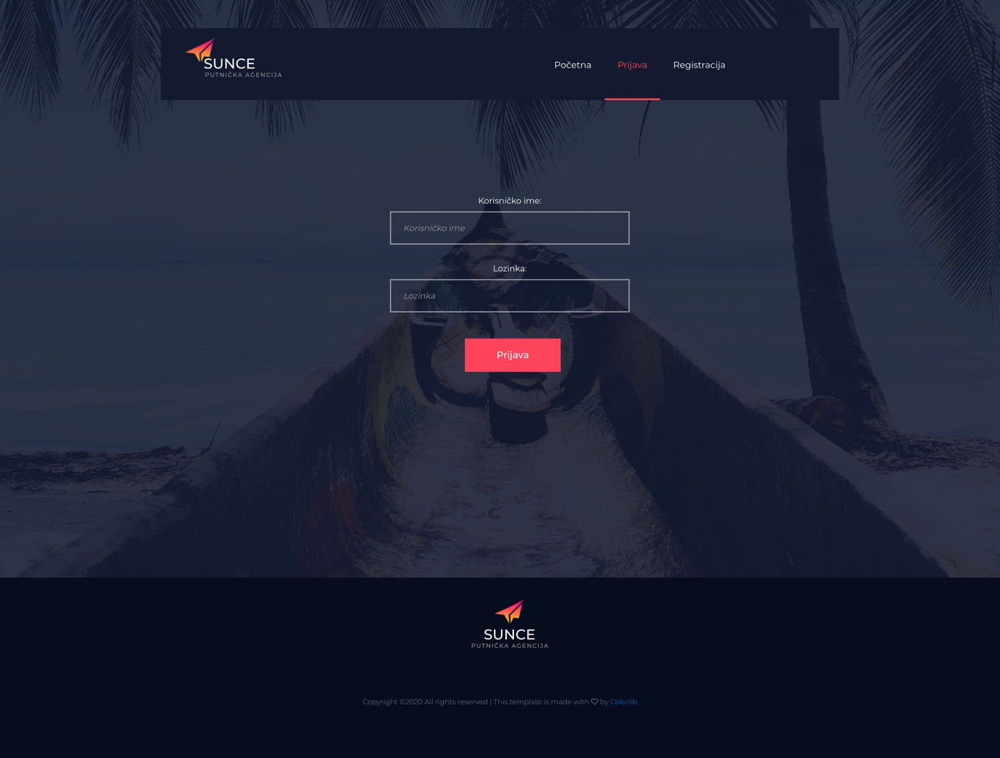 SUNCE
PUTNIČKA AGENCIJA
Početna
Prijava
Registracija
Korisničko ime:
Korisničko ime
Lozinka:
Lozinka
Prijava
SUNCE
PUTNIČKA AGENCIJA
Copyright ©2020 All rights reserved | This template is made with ♡ by Colorlib